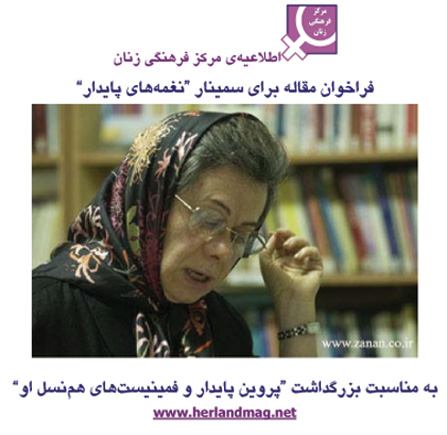 مرکز
فرهنگی
زنان
اطلاعیه‌ی مرکز فرهنگی زنان
فراخوان مقاله برای سمینار ”نغمه‌های پایدار“
www.zanan.co.ir
به مناسبت بزرگداشت ”پروین پایدار و فمینیست‌های هم‌نسل او“
www.herlandmag.net